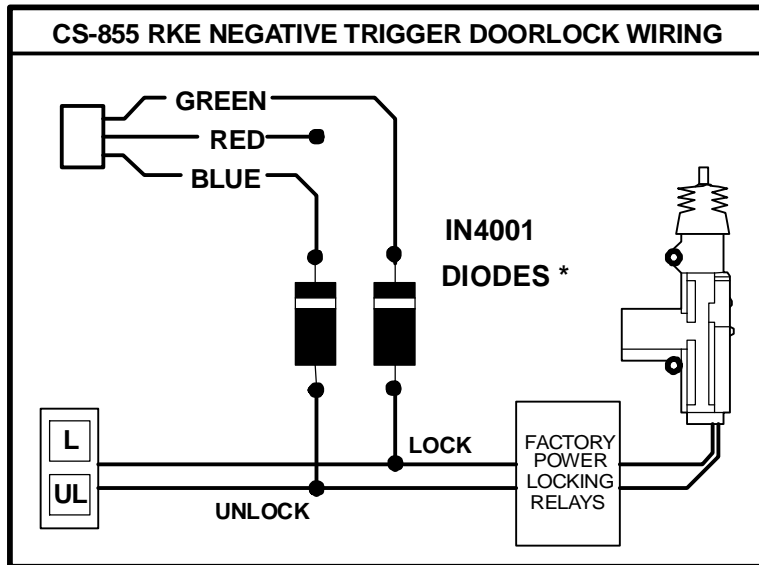 CS-855 RKE NEGATIVE TRIGGER DOORLOCK WIRING
GREEN
RED
BLUE
IN4001
DIODES *
L
UL
LOCK
UNLOCK
FACTORY
POWER
LOCKING
RELAYS